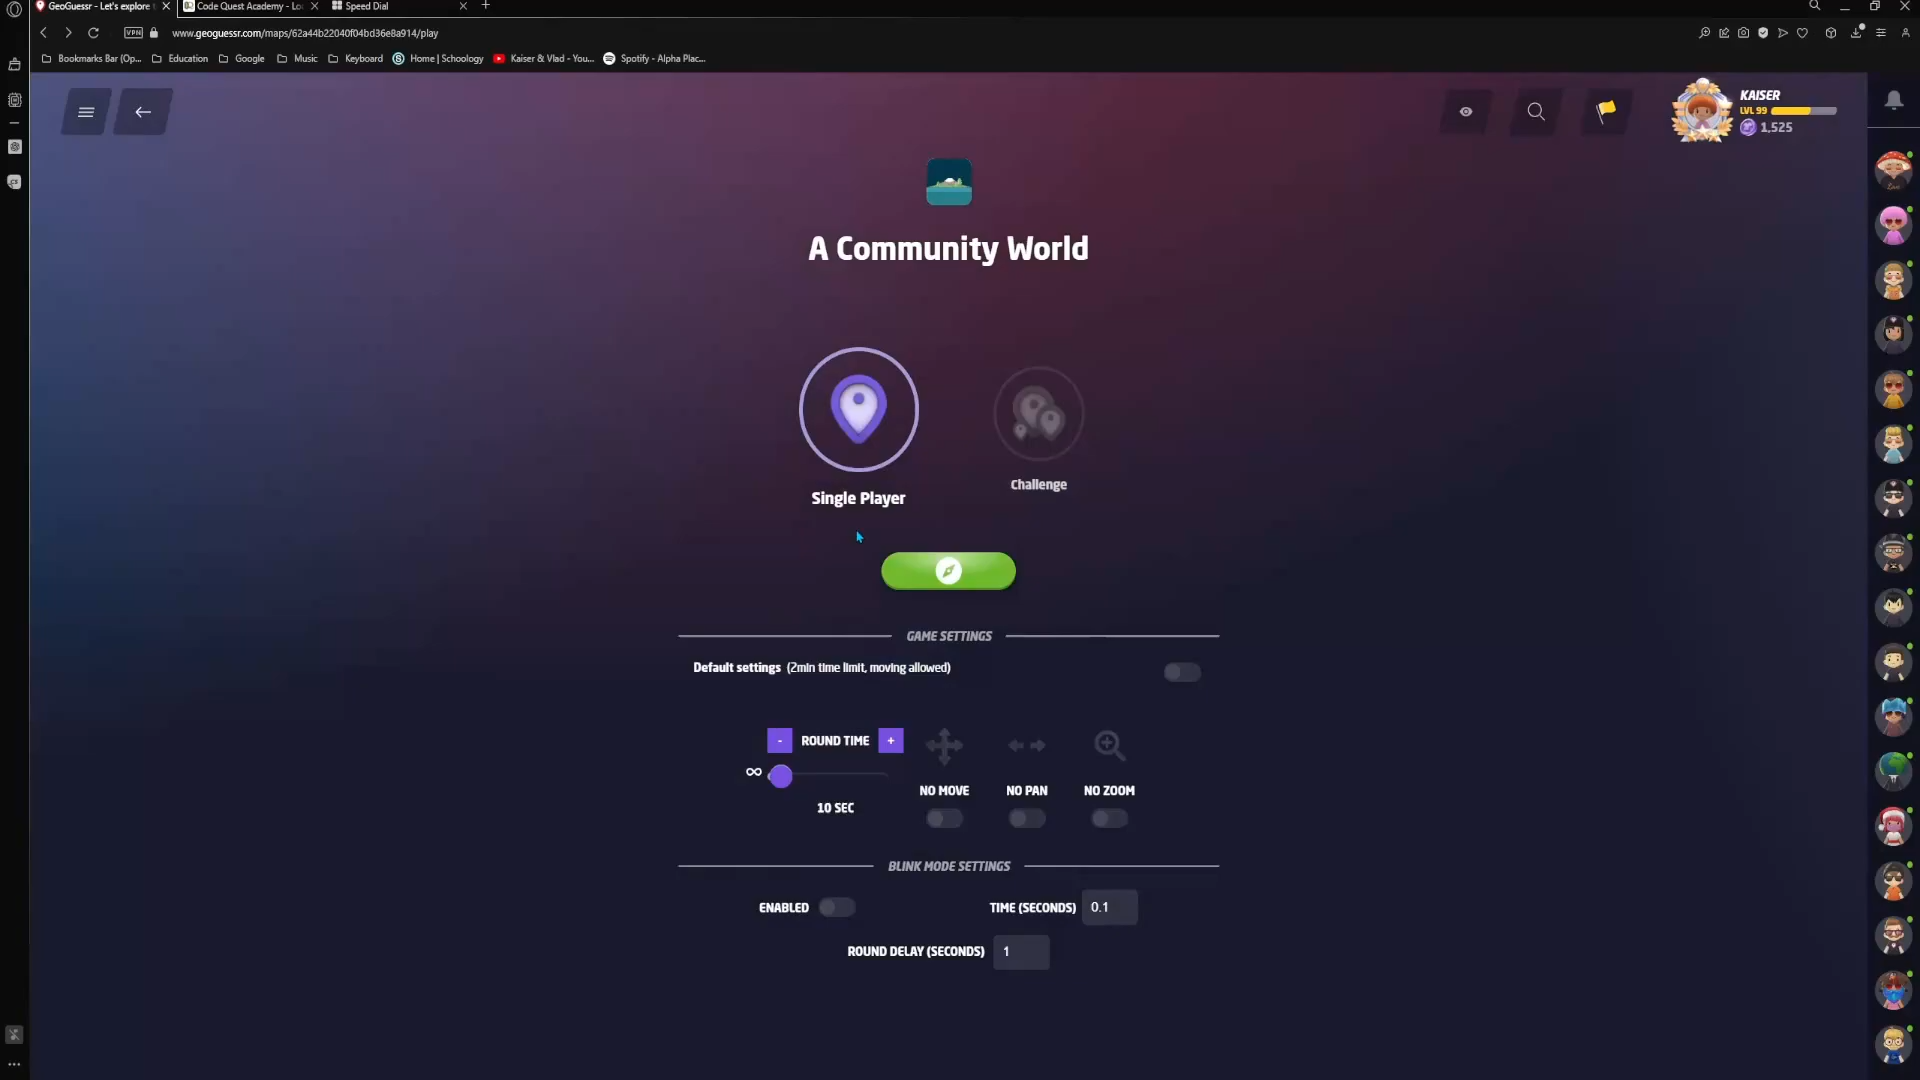 GeoGuessr - Let's explore
Code Quest Academy - Lo
Speed Dial
VPN
www.geoguessr.com/maps/62a44b22040f04bd36e8a914/play
Bookmarks Bar (Op...
Education
Google
Music
Keyboard
Home | Schoology
Kaiser & Vlad - You...
Spotify - Alpha Plac...
KAISER
LVL 99
1,525
A Community World
Single Player
Challenge
GAME SETTINGS
Default settings (2min time limit, moving allowed)
- ROUND TIME +
∞
10 SEC
NO MOVE
NO PAN
NO ZOOM
BLINK MODE SETTINGS
ENABLED
TIME (SECONDS) 0.1
ROUND DELAY (SECONDS) 1